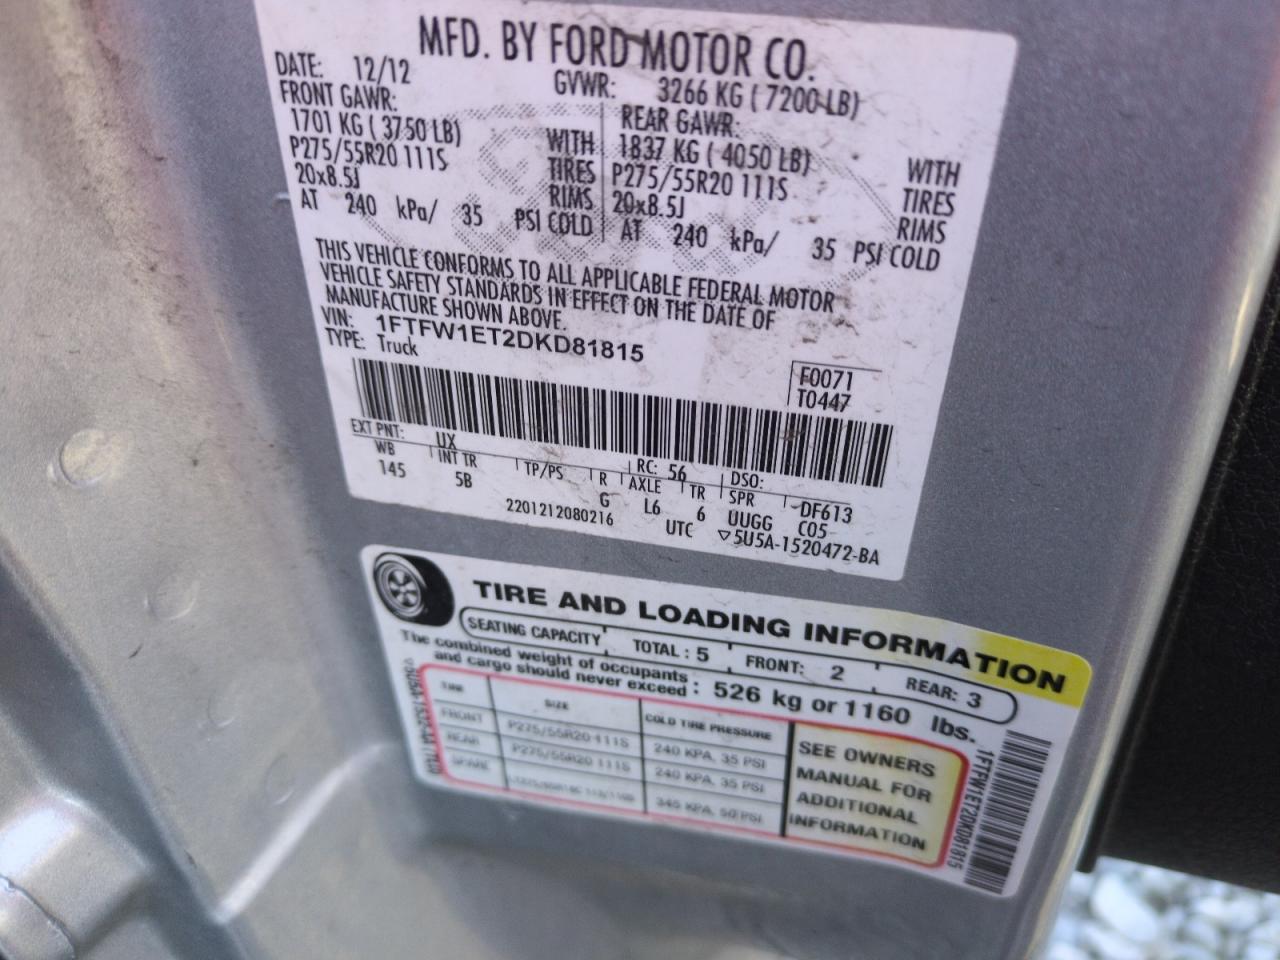 MFD. BY FORD MOTOR CO.
DATE: 12/12 GVWR: 3266 KG ( 7200 LB)
FRONT GAWR: REAR GAWR:
1701 KG ( 3750 LB) WITH 1837 KG ( 4050 LB) WITH
P275/55R20 111S TIRES P275/55R20 111S TIRES
20x8.5J RIMS 20x8.5J RIMS
AT 240 kPa/ 35 PSI COLD AT 240 kPa/ 35 PSI COLD
THIS VEHICLE CONFORMS TO ALL APPLICABLE FEDERAL MOTOR
VEHICLE SAFETY STANDARDS IN EFFECT ON THE DATE OF
MANUFACTURE SHOWN ABOVE.
VIN: 1FTFW1ET2DKD81815
TYPE: Truck
F0071
T0447
EXT PNT: UX RC: 56 DSO:
WB INT TR TP/PS R AXLE TR SPR DF613
145 5B G L6 6 UUGG C05
2201212080216 UTC ▽5U5A-1520472-BA
TIRE AND LOADING INFORMATION
SEATING CAPACITY TOTAL : 5 FRONT: 2 REAR: 3
The combined weight of occupants
and cargo should never exceed : 526 kg or 1160 lbs.
TIRE SIZE COLD TIRE PRESSURE
FRONT P275/55R20 111S 240 KPA, 35 PSI
REAR P275/55R20 111S 240 KPA, 35 PSI
SPARE 345 KPA, 50 PSI
SEE OWNERS
MANUAL FOR
ADDITIONAL
INFORMATION
1FTFW1ET2DKD81815